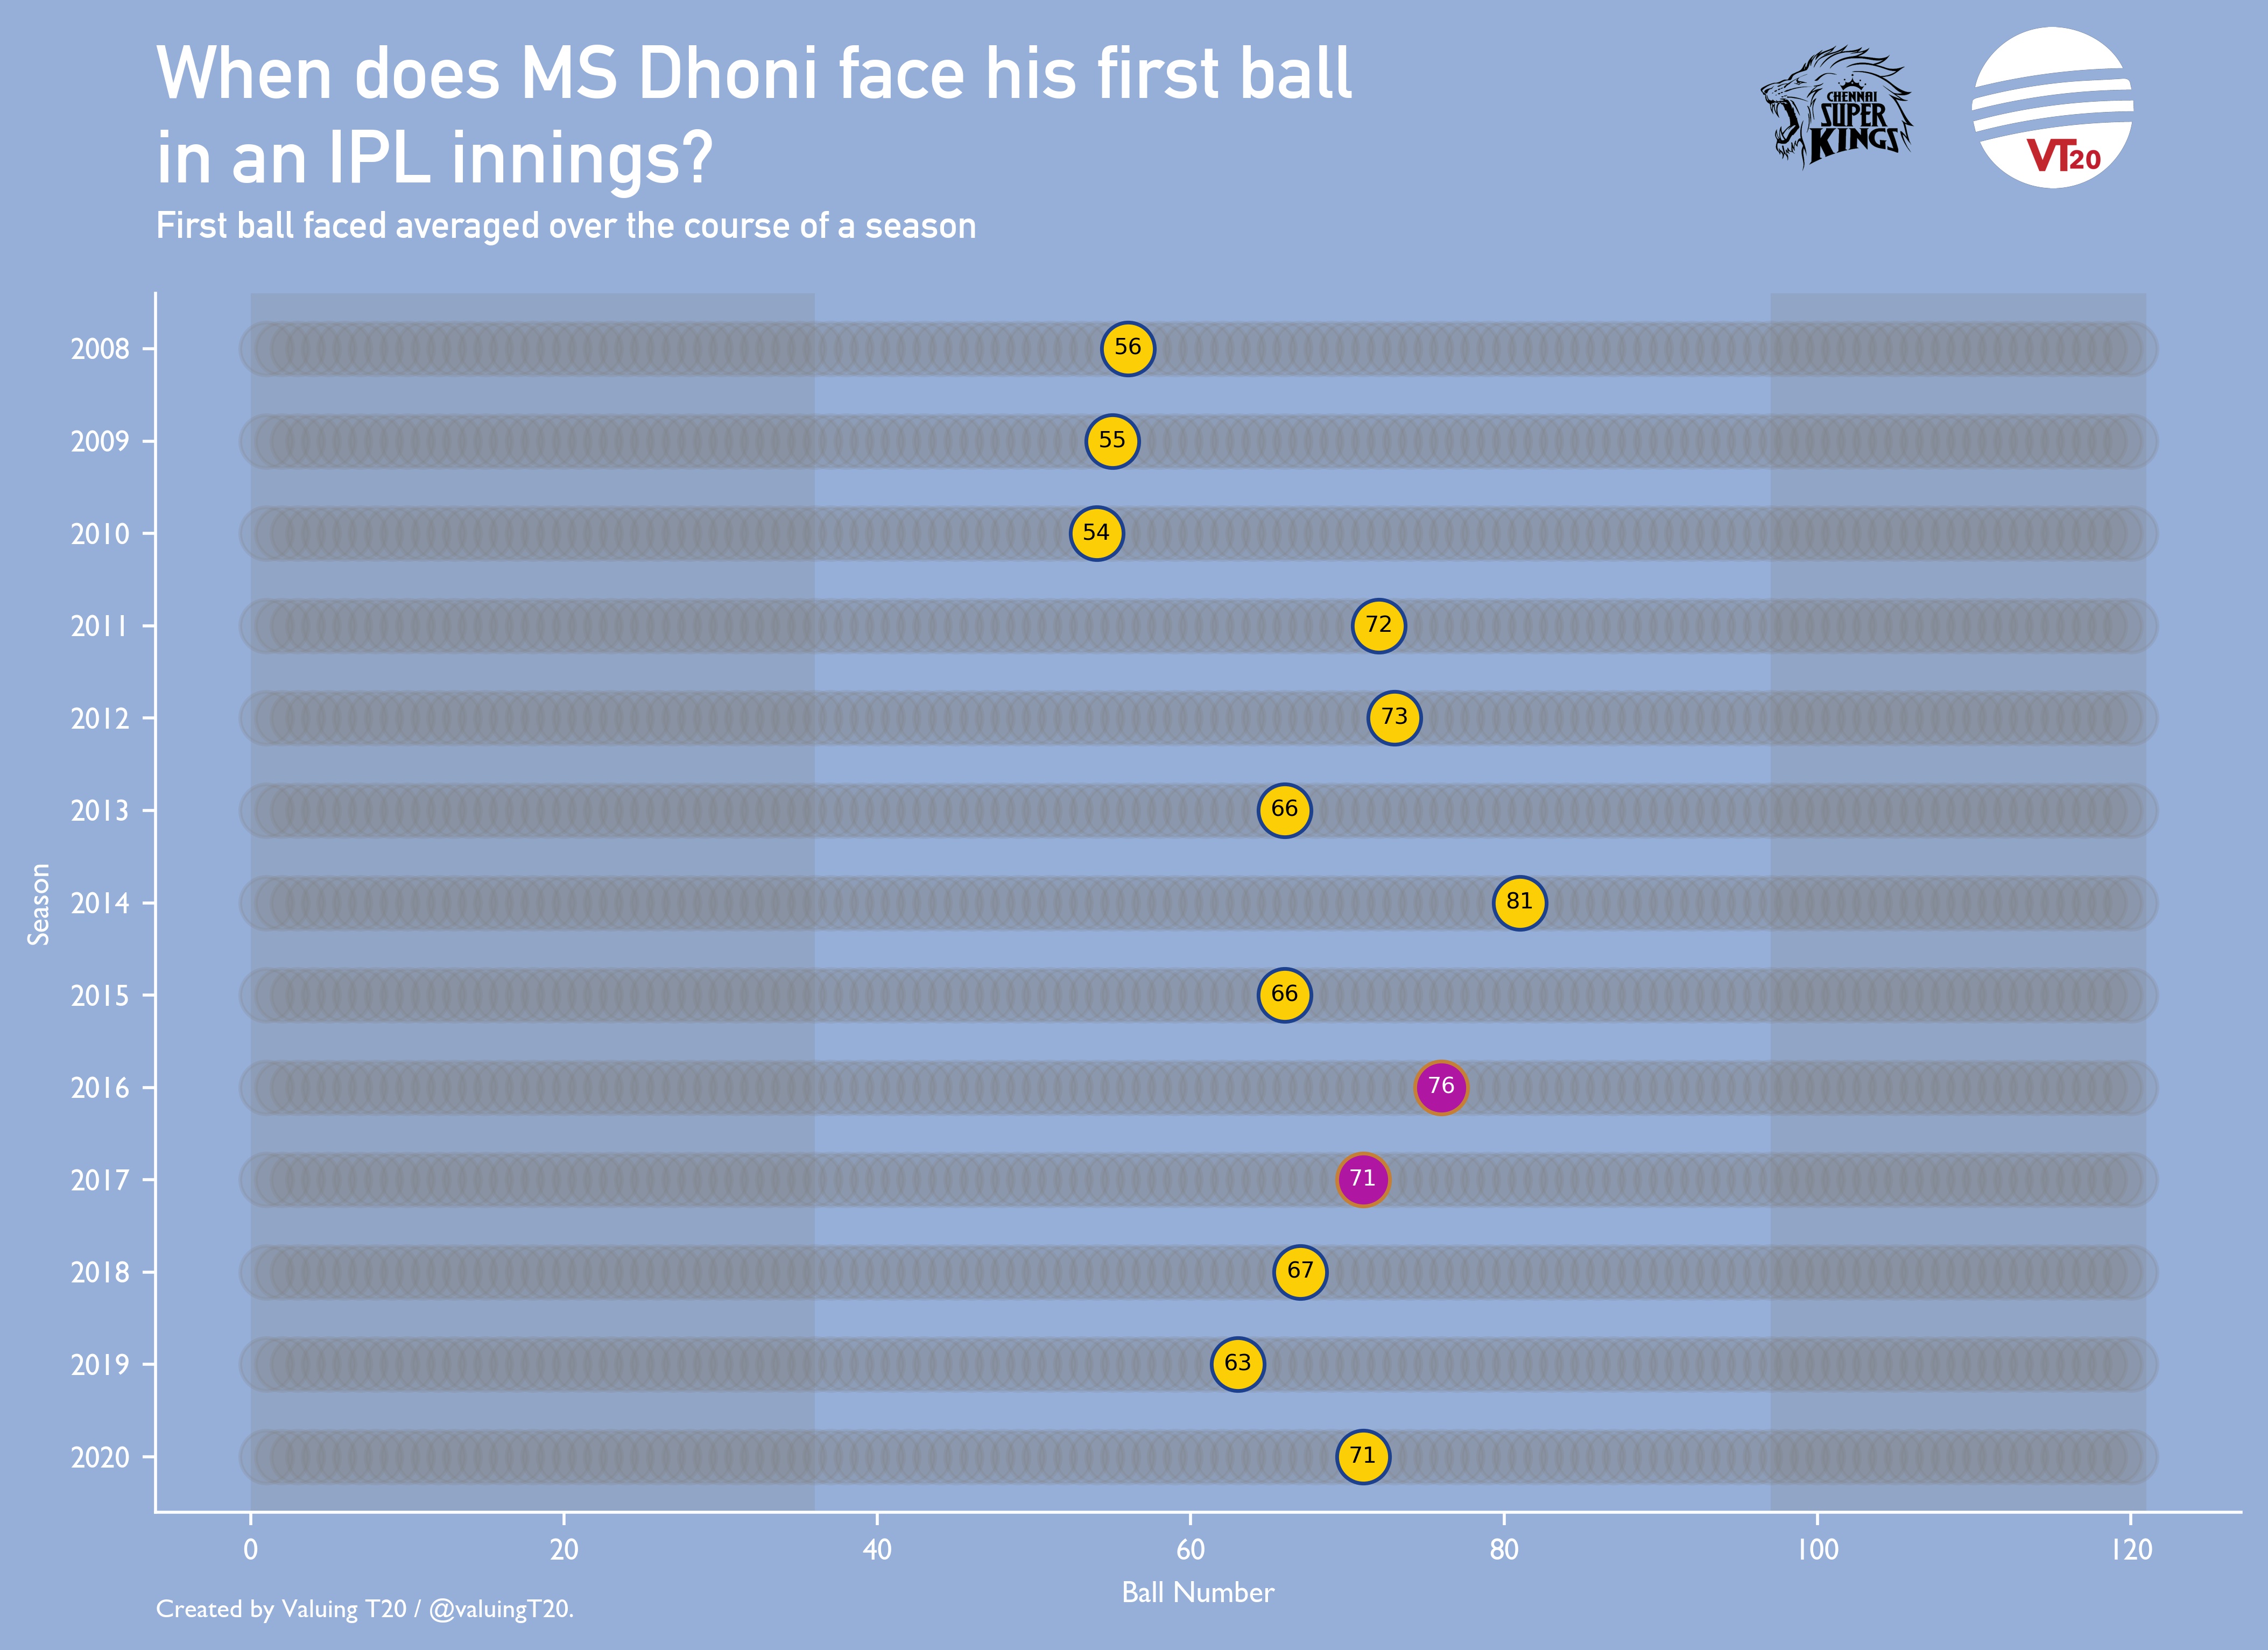 When does MS Dhoni face his first ball
in an IPL innings?
First ball faced averaged over the course of a season
CHENNAI
SUPER
KINGS
VT20
Season
2008
56
2009
55
2010
54
2011
72
2012
73
2013
66
2014
81
2015
66
2016
76
2017
71
2018
67
2019
63
2020
71
0 20 40 60 80 100 120
Ball Number
Created by Valuing T20 / @valuingT20.